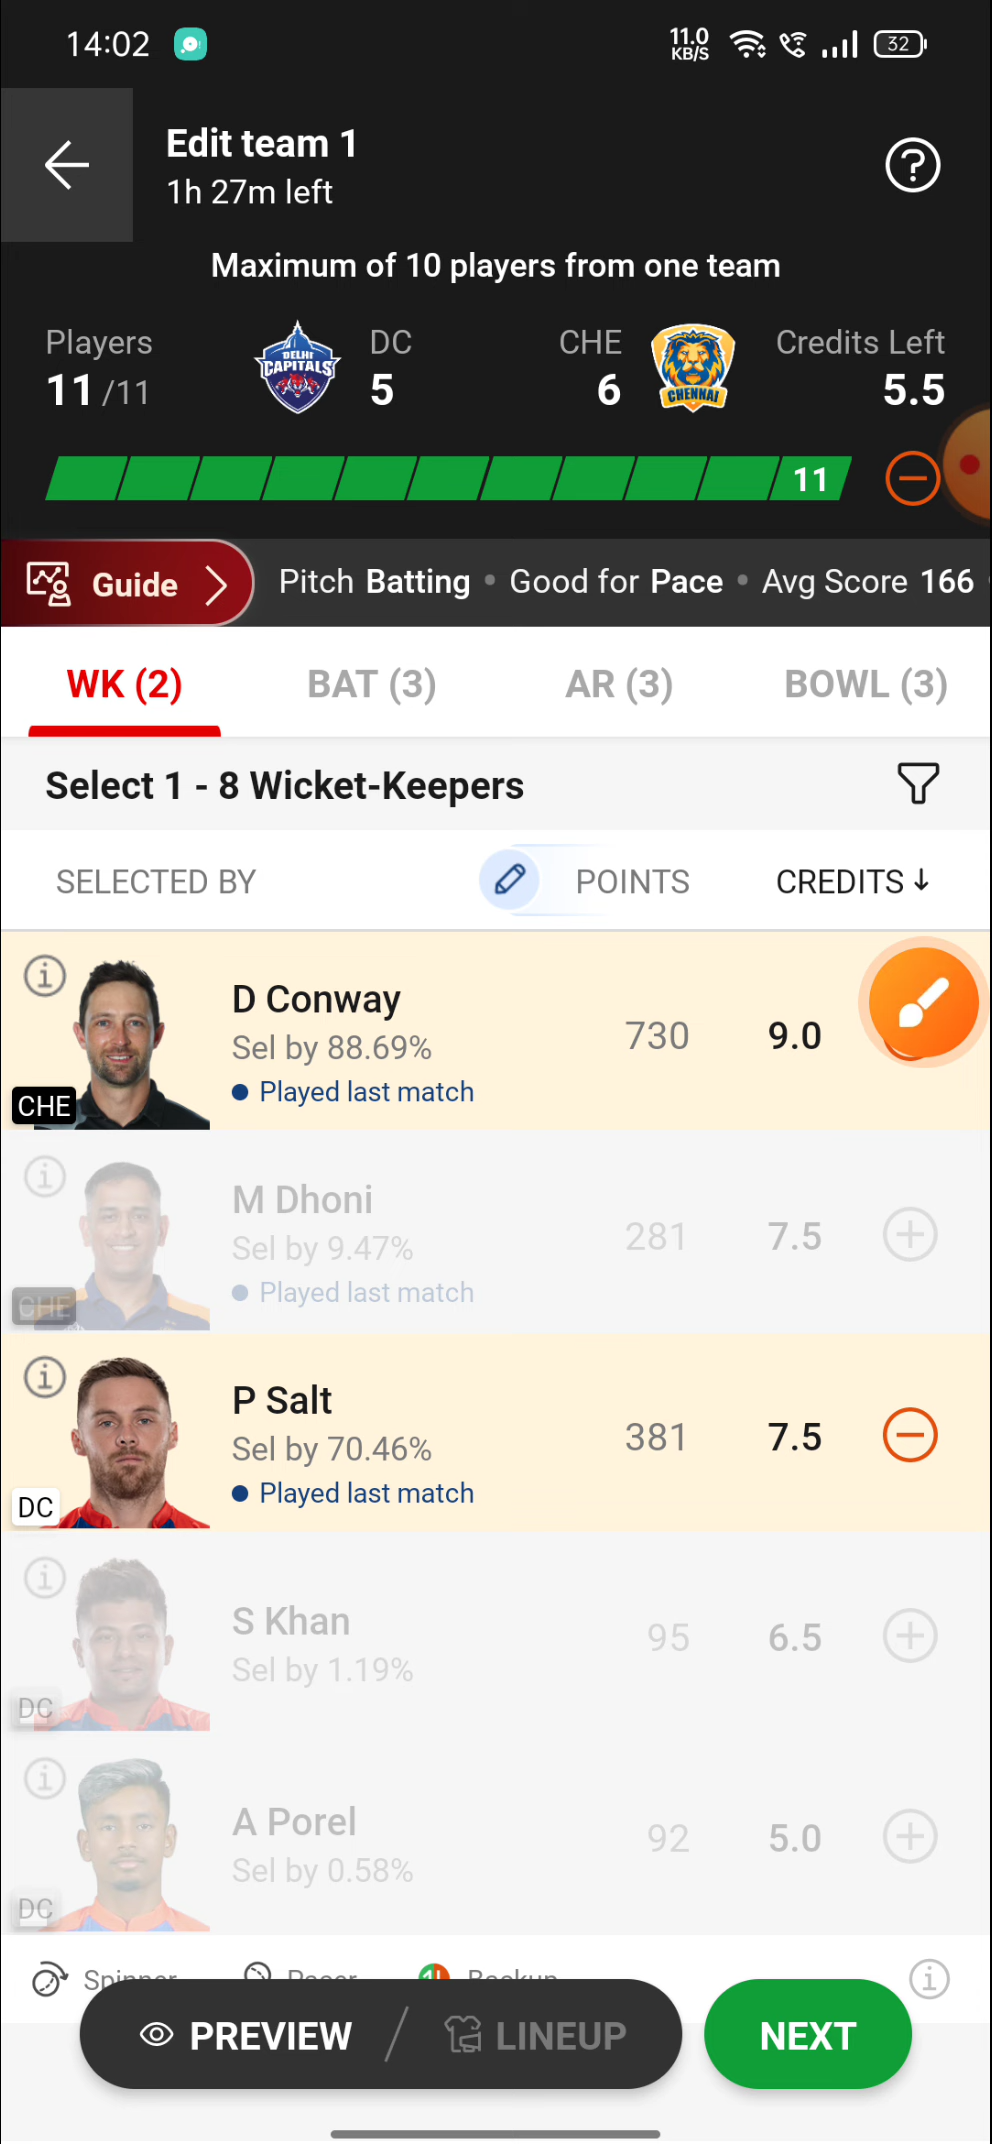 14:02
11.0
KB/S
32
Edit team 1
1h 27m left
Maximum of 10 players from one team
Players
11/11
DELHI
CAPITALS
DC
5
CHE
6
CHENNAI
Credits Left
5.5
11
Guide
Pitch Batting • Good for Pace • Avg Score 166
WK (2)
BAT (3)
AR (3)
BOWL (3)
Select 1 - 8 Wicket-Keepers
SELECTED BY
POINTS
CREDITS ↓
D Conway
Sel by 88.69%
Played last match
730
9.0
CHE
M Dhoni
Sel by 9.47%
Played last match
281
7.5
CHE
P Salt
Sel by 70.46%
Played last match
381
7.5
DC
S Khan
Sel by 1.19%
95
6.5
DC
A Porel
Sel by 0.58%
92
5.0
DC
Spinner
Pacer
Backup
PREVIEW / LINEUP
NEXT